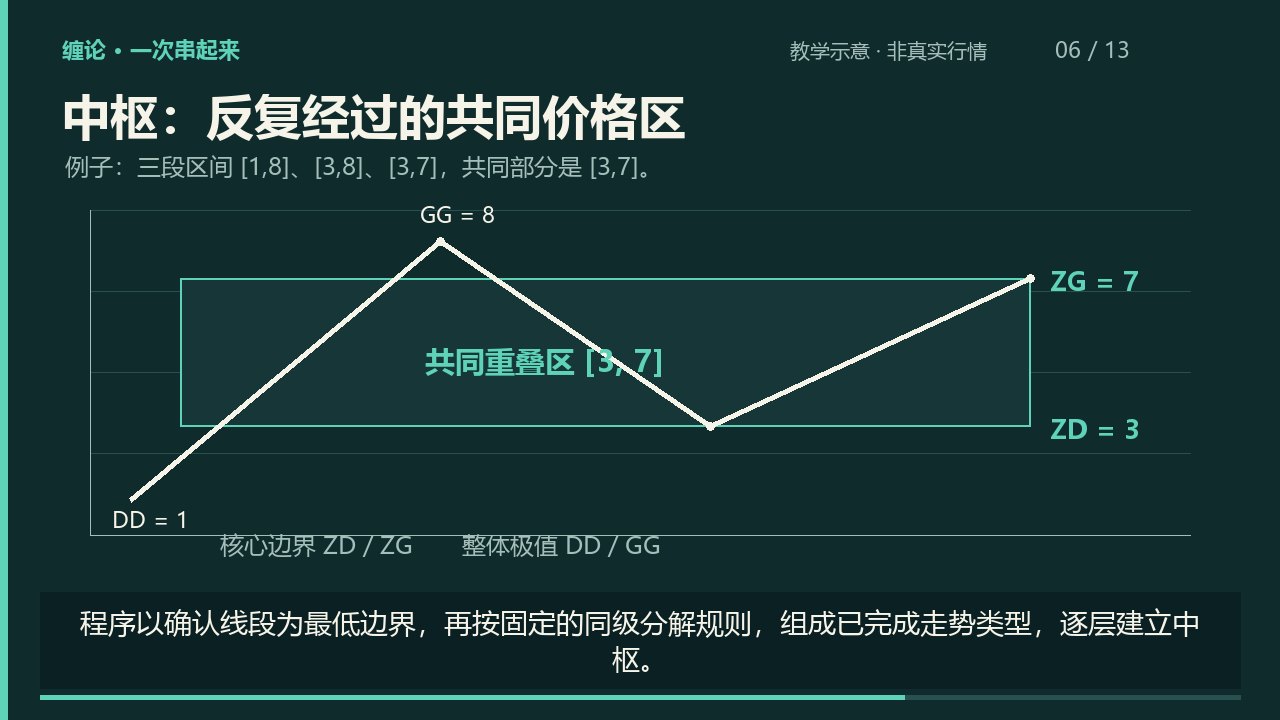 缠论 · 一次串起来
教学示意 · 非真实行情
06 / 13
中枢：反复经过的共同价格区
例子：三段区间 [1,8]、[3,8]、[3,7]，共同部分是 [3,7]。
GG = 8
ZG = 7
共同重叠区 [3, 7]
ZD = 3
DD = 1
核心边界 ZD / ZG
整体极值 DD / GG
程序以确认线段为最低边界，再按固定的同级分解规则，组成已完成走势类型，逐层建立中
枢。